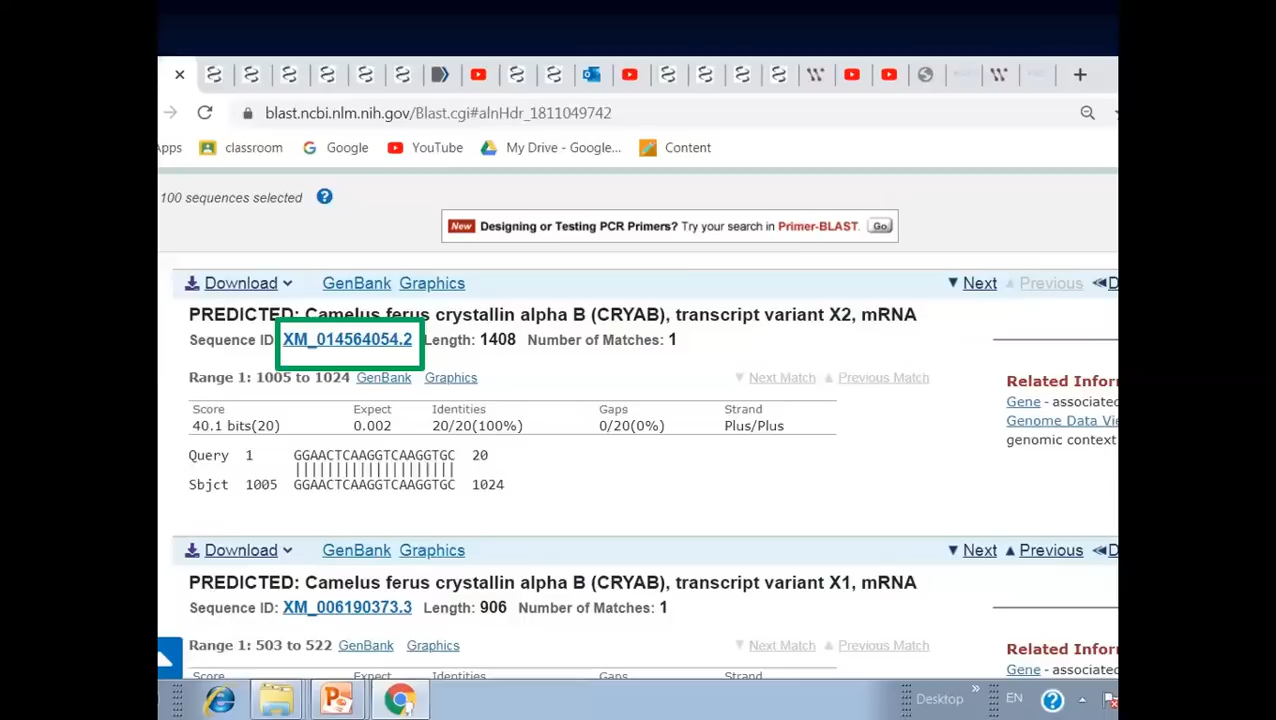 blast.ncbi.nlm.nih.gov/Blast.cgi#alnHdr_1811049742
Apps classroom Google YouTube My Drive - Google... Content
100 sequences selected ?
New Designing or Testing PCR Primers? Try your search in Primer-BLAST. Go
Download GenBank Graphics Next Previous
PREDICTED: Camelus ferus crystallin alpha B (CRYAB), transcript variant X2, mRNA
Sequence ID: XM_014564054.2 Length: 1408 Number of Matches: 1
Range 1: 1005 to 1024 GenBank Graphics Next Match Previous Match
Related Infor
Gene - associated
Genome Data Vie
genomic context
Score Expect Identities Gaps Strand
40.1 bits(20) 0.002 20/20(100%) 0/20(0%) Plus/Plus
Query 1 GGAACTCAAGGTCAAGGTGC 20
||||||||||||||||||||
Sbjct 1005 GGAACTCAAGGTCAAGGTGC 1024
Download GenBank Graphics Next Previous
PREDICTED: Camelus ferus crystallin alpha B (CRYAB), transcript variant X1, mRNA
Sequence ID: XM_006190373.3 Length: 906 Number of Matches: 1
Range 1: 503 to 522 GenBank Graphics Next Match Previous Match
Related Infor
Gene - associated
Score Expect Identities Gaps Strand
Desktop » EN ?